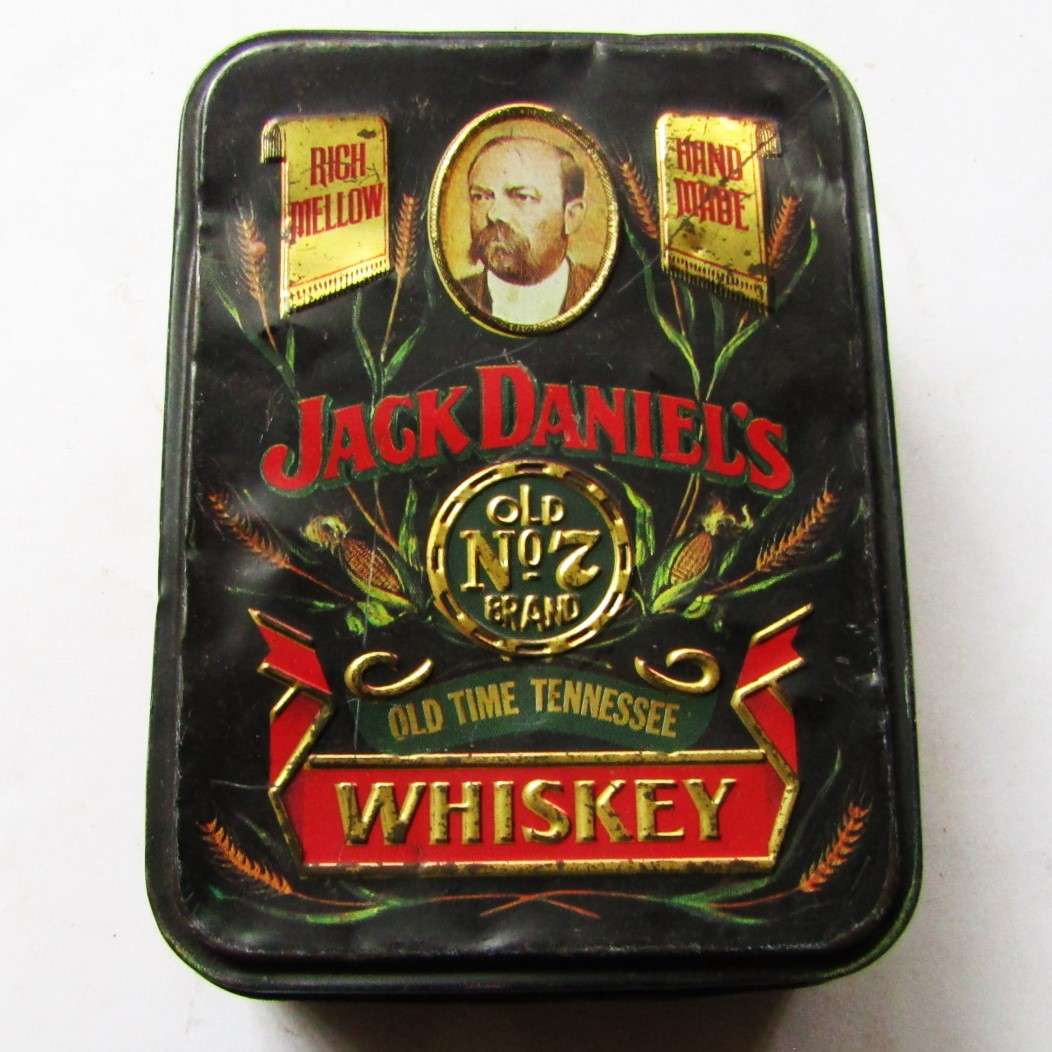 RICH
MELLOW
HAND
MADE
JACK DANIEL'S
OLD
No 7
BRAND
OLD TIME TENNESSEE
WHISKEY